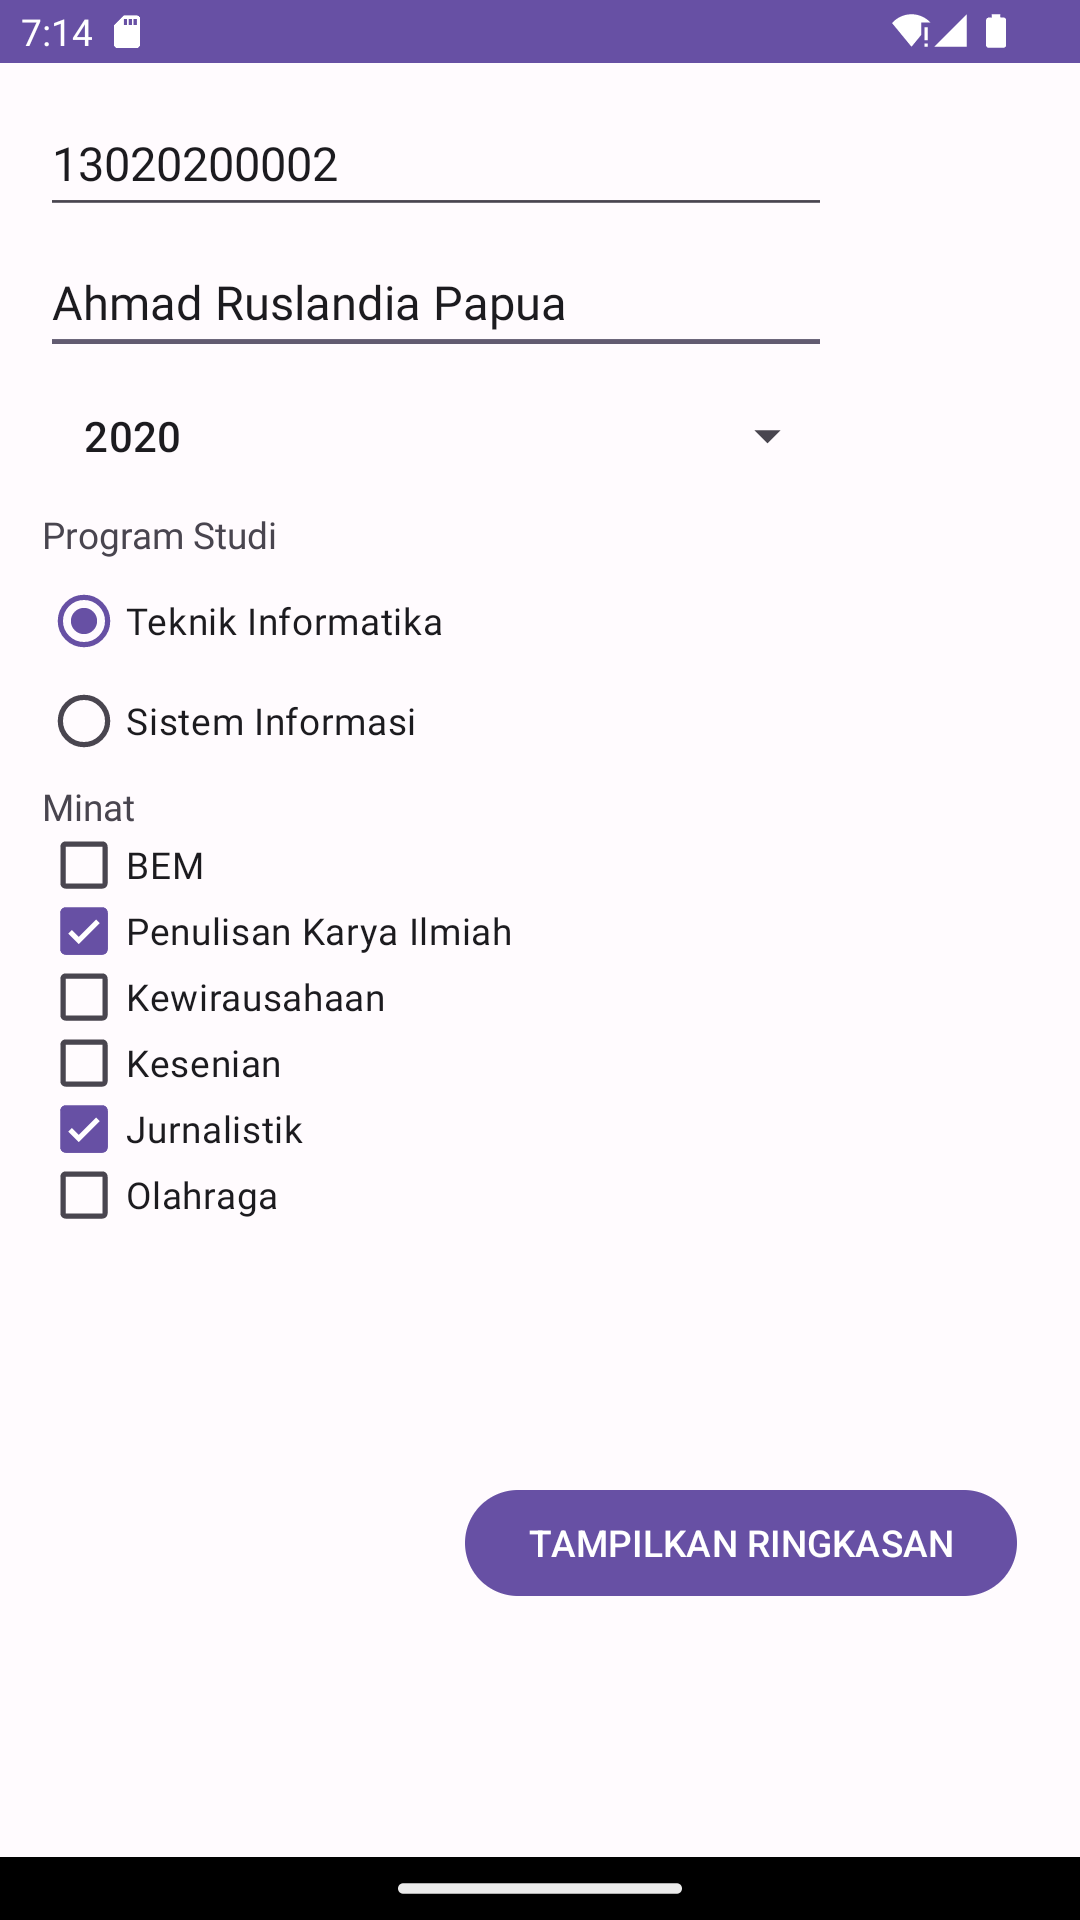 7:14
13020200002
Ahmad Ruslandia Papua
2020
Program Studi
Teknik Informatika
Sistem Informasi
Minat
BEM
Penulisan Karya Ilmiah
Kewirausahaan
Kesenian
Jurnalistik
Olahraga
TAMPILKAN RINGKASAN